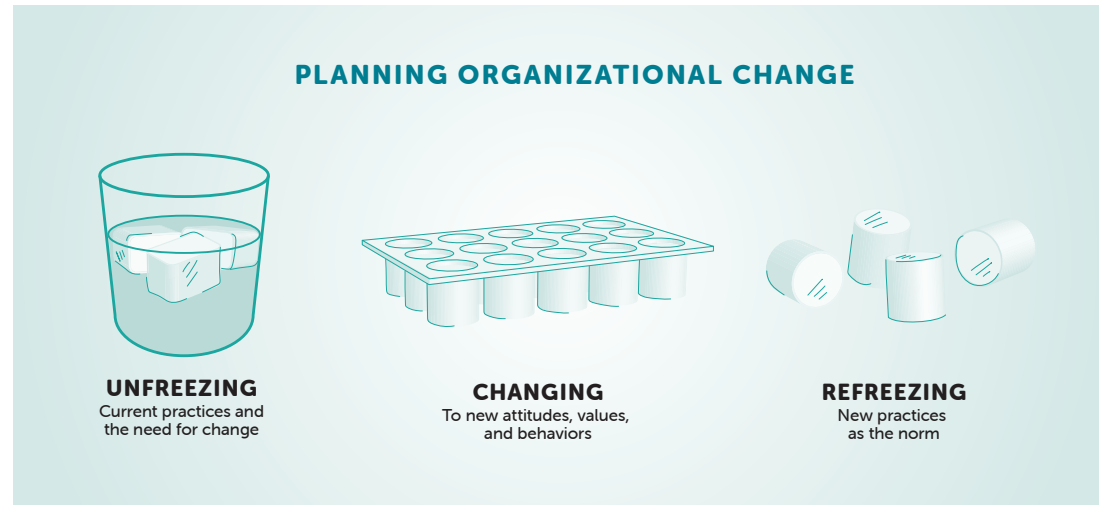 PLANNING ORGANIZATIONAL CHANGE
UNFREEZING
Current practices and
the need for change
CHANGING
To new attitudes, values,
and behaviors
REFREEZING
New practices
as the norm